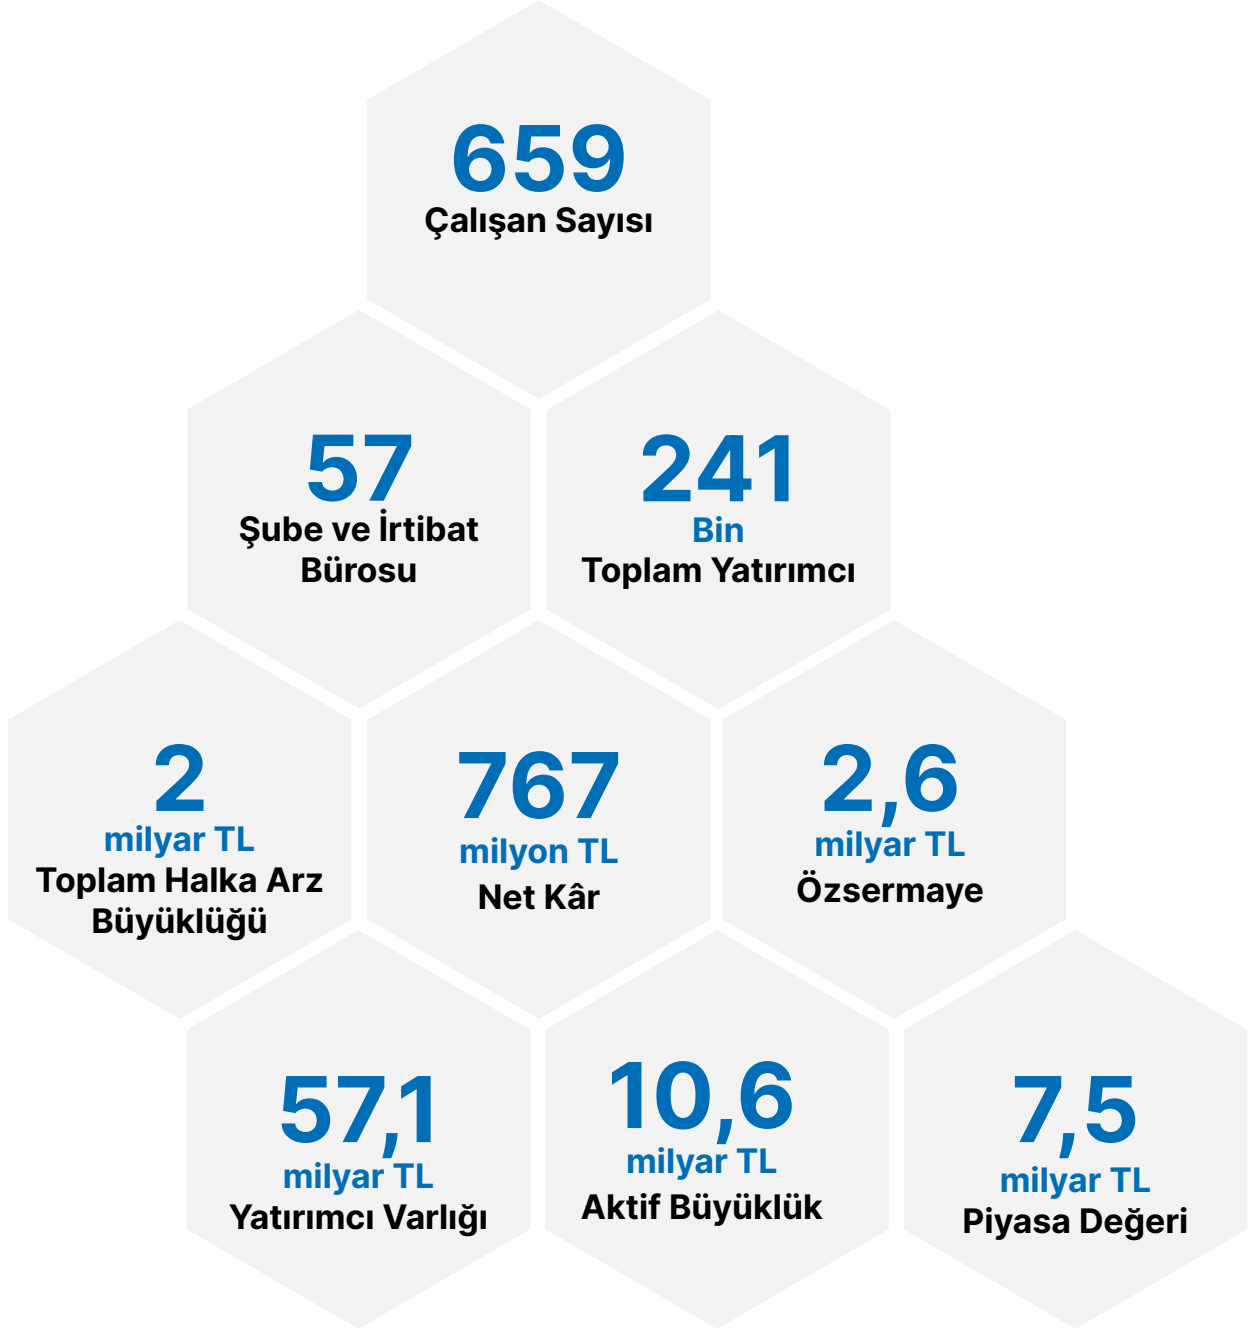 659
Çalışan Sayısı
57
Şube ve İrtibat
Bürosu
241
Bin
Toplam Yatırımcı
2
milyar TL
Toplam Halka Arz
Büyüklüğü
767
milyon TL
Net Kâr
2,6
milyar TL
Özsermaye
57,1
milyar TL
Yatırımcı Varlığı
10,6
milyar TL
Aktif Büyüklük
7,5
milyar TL
Piyasa Değeri